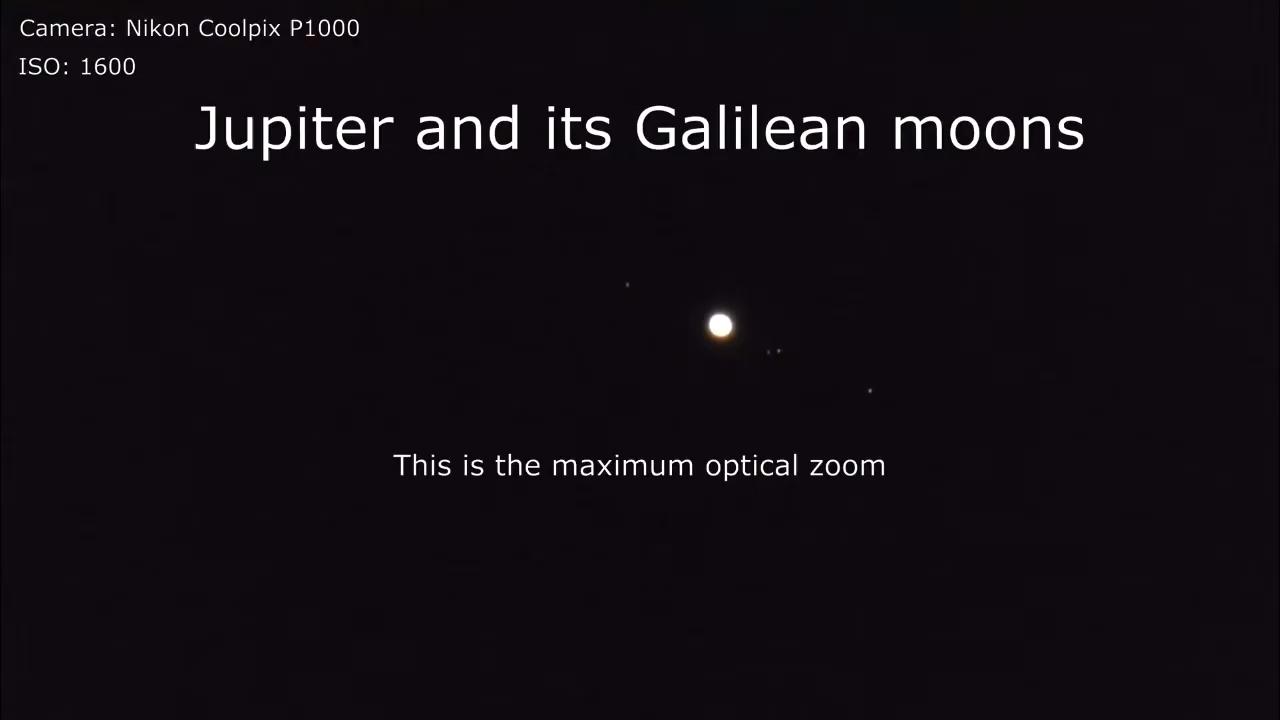 Camera: Nikon Coolpix P1000
ISO: 1600
Jupiter and its Galilean moons
This is the maximum optical zoom